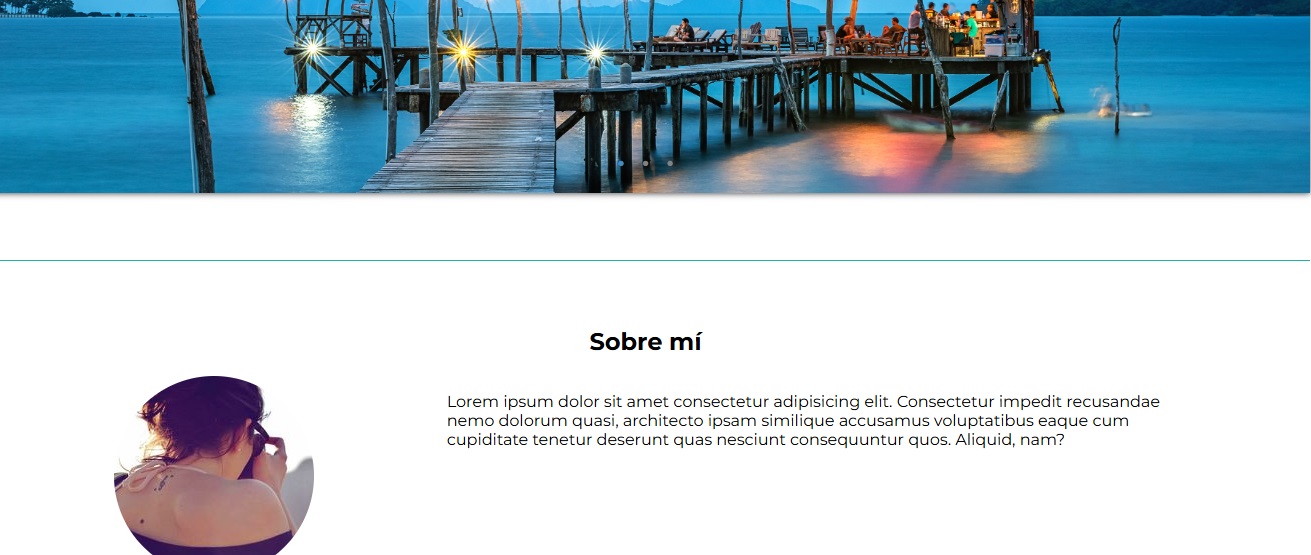 Sobre mí
Lorem ipsum dolor sit amet consectetur adipisicing elit. Consectetur impedit recusandae
nemo dolorum quasi, architecto ipsam similique accusamus voluptatibus eaque cum
cupiditate tenetur deserunt quas nesciunt consequuntur quos. Aliquid, nam?